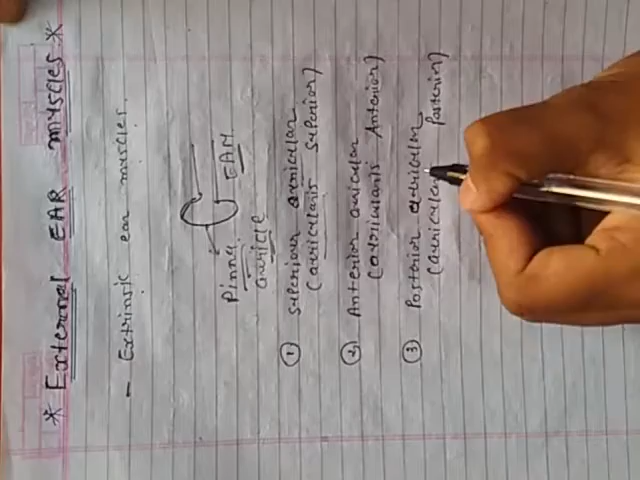 * External EAR muscles *
- Extrinsic ear muscles.
EAM
Pinna
auricle
① Superior auricular
(auricularis superior)
② Anterior auricular
(auricularis Anterior)
③ Posterior auricular
Posterior)